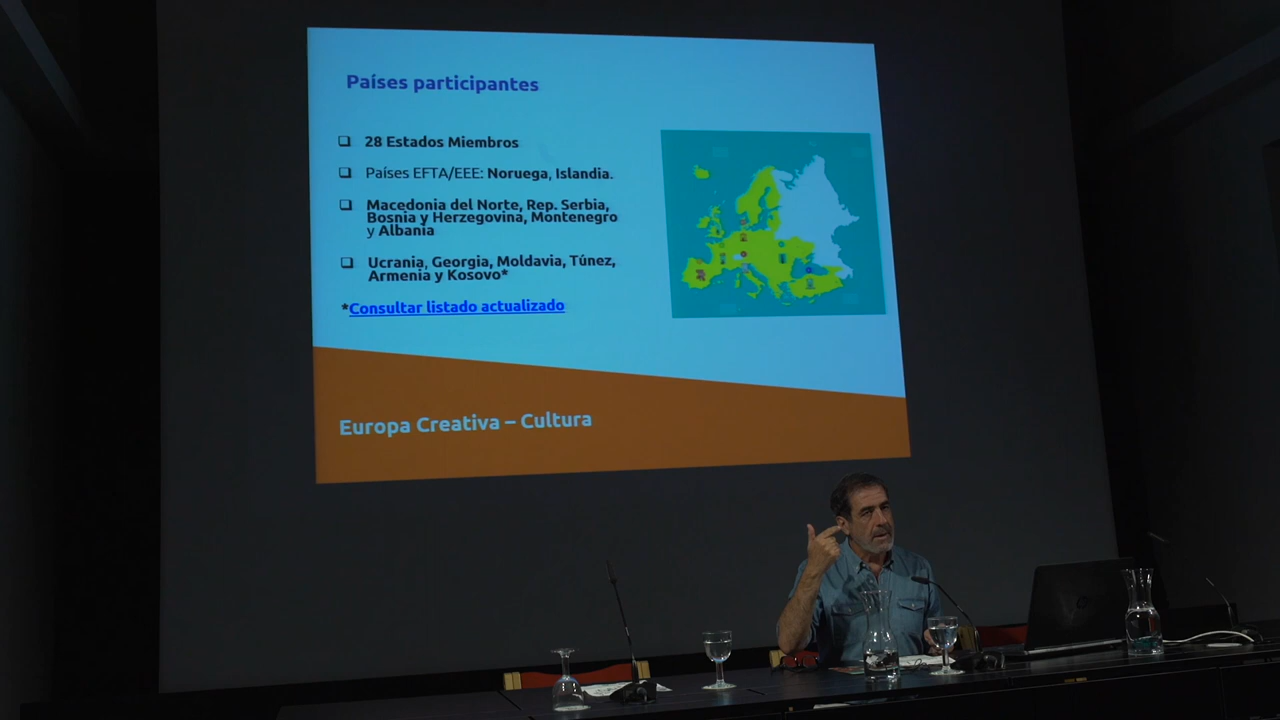 Países participantes
28 Estados Miembros
Países EFTA/EEE: Noruega, Islandia.
Macedonia del Norte, Rep. Serbia,
Bosnia y Herzegovina, Montenegro
y Albania
Ucrania, Georgia, Moldavia, Túnez,
Armenia y Kosovo*
*Consultar listado actualizado
Europa Creativa – Cultura